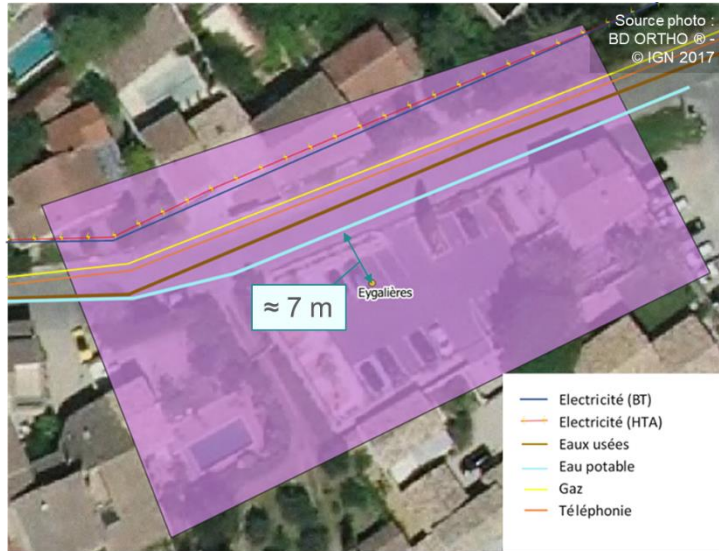 Source photo :
BD ORTHO ® -
© IGN 2017
≈ 7 m
Eygalières
Electricité (BT)
Electricité (HTA)
Eaux usées
Eau potable
Gaz
Téléphonie